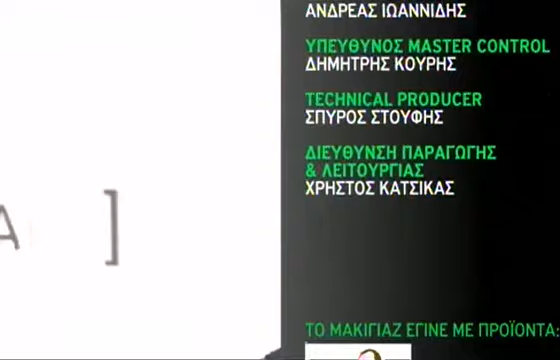 ΑΝΔΡΕΑΣ ΙΩΑΝΝΙΔΗΣ
ΥΠΕΥΘΥΝΟΣ MASTER CONTROL
ΔΗΜΗΤΡΗΣ ΚΟΥΡΗΣ
TECHNICAL PRODUCER
ΣΠΥΡΟΣ ΣΤΟΥΦΗΣ
ΔΙΕΥΘΥΝΣΗ ΠΑΡΑΓΩΓΗΣ
& ΛΕΙΤΟΥΡΓΙΑΣ
ΧΡΗΣΤΟΣ ΚΑΤΣΙΚΑΣ
Α ]
ΤΟ ΜΑΚΙΓΙΑΖ ΕΓΙΝΕ ΜΕ ΠΡΟΪΟΝΤΑ: